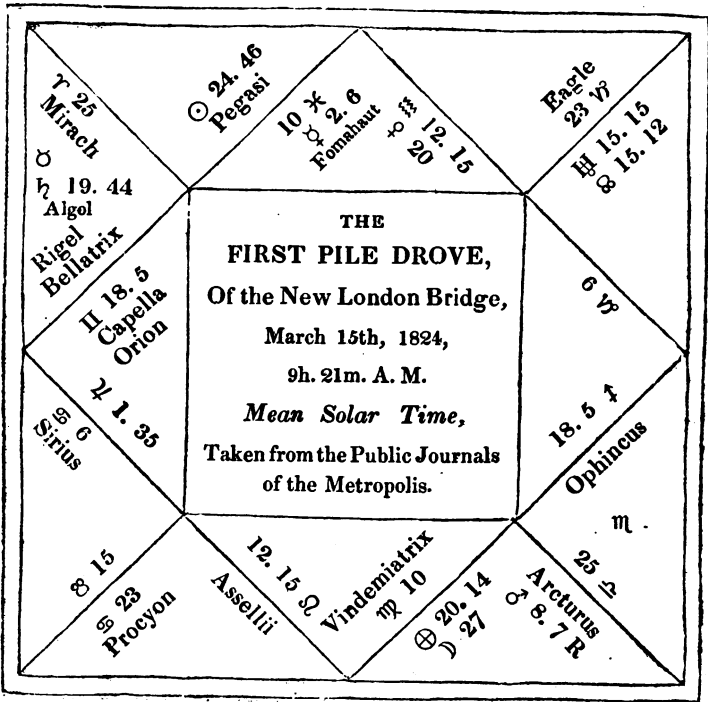 ♈ 25
Mirach
☉ 24. 46
Pegasi
10 ♓
☿ 2. 6
Fomahaut
♀ ♒ 12. 15
20
Eagle
23 ♑
♅ 15. 15
☊ 15. 12
♉
♄ 19. 44
Algol
Rigel
Bellatrix
♊ 18. 5
Capella
Orion
THE
FIRST PILE DROVE,
Of the New London Bridge,
March 15th, 1824,
9h. 21m. A. M.
Mean Solar Time,
Taken from the Public Journals
of the Metropolis.
6 ♑
♃ 1. 35
♋ 6
Sirius
18. 5 ♐
Ophincus
♏
☋ 15
♋ 23
Procyon
12. 15 ♌
Assellii
Vindemiatrix
♍ 10
⊕ 20. 14
☽ 27
25 ♎
Arcturus
♂ 8. 7 R